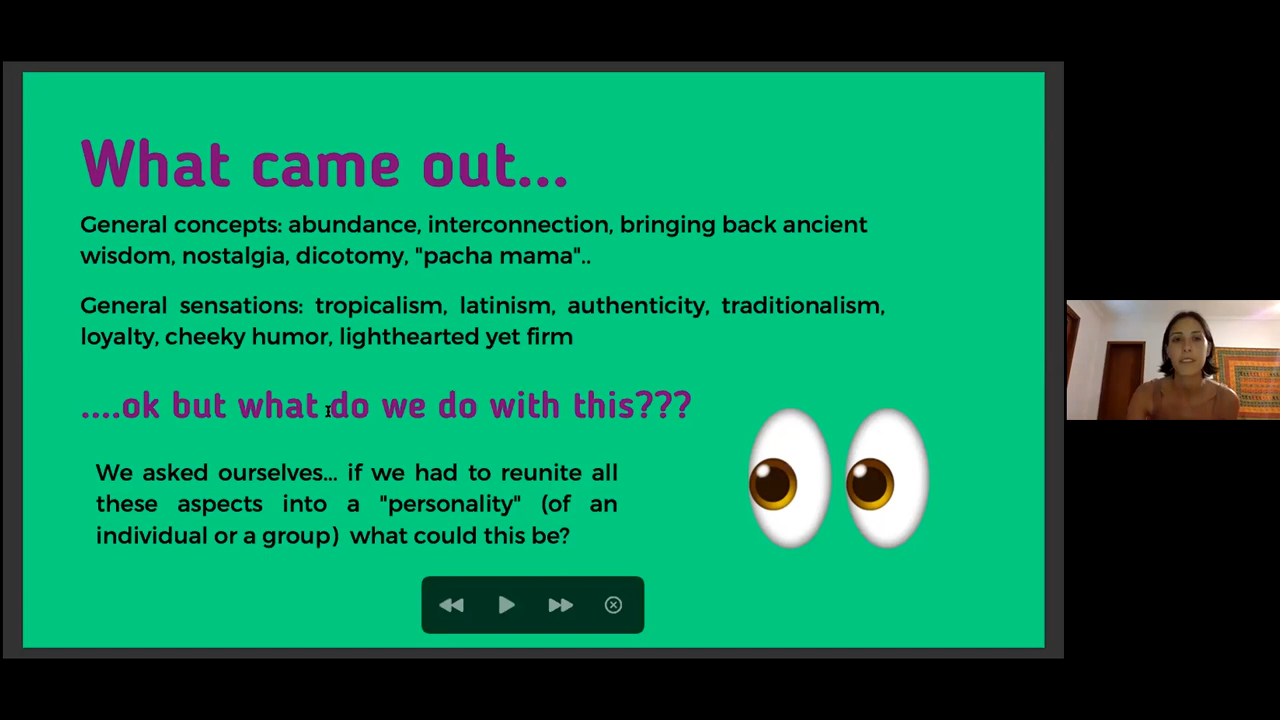 What came out...
General concepts: abundance, interconnection, bringing back ancient
wisdom, nostalgia, dicotomy, "pacha mama"..
General sensations: tropicalism, latinism, authenticity, traditionalism,
loyalty, cheeky humor, lighthearted yet firm
....ok but what do we do with this???
We asked ourselves... if we had to reunite all
these aspects into a "personality" (of an
individual or a group) what could this be?